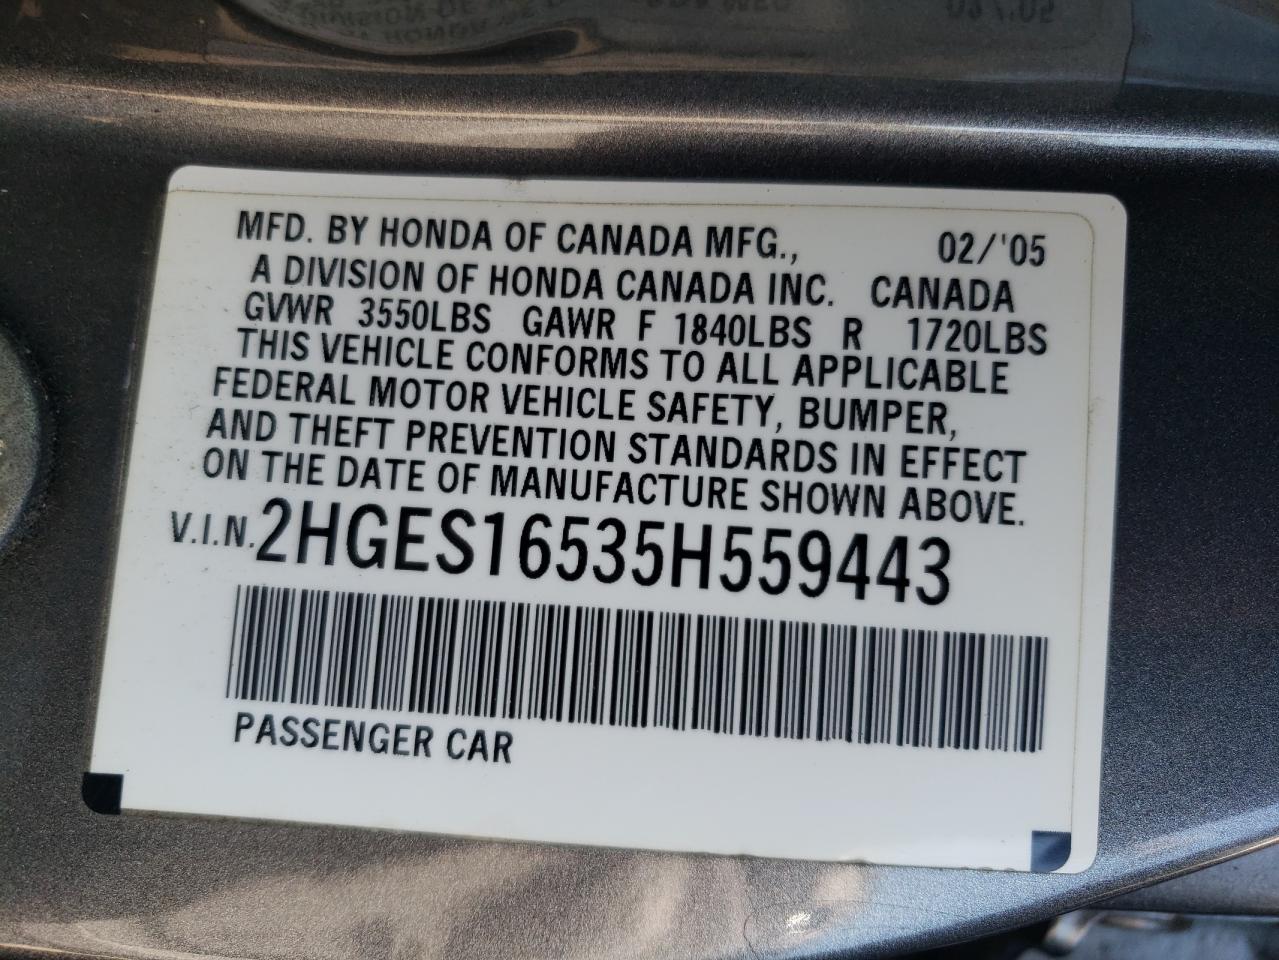 MFD. BY HONDA OF CANADA MFG., 02/'05
A DIVISION OF HONDA CANADA INC. CANADA
GVWR 3550LBS GAWR F 1840LBS R 1720LBS
THIS VEHICLE CONFORMS TO ALL APPLICABLE
FEDERAL MOTOR VEHICLE SAFETY, BUMPER,
AND THEFT PREVENTION STANDARDS IN EFFECT
ON THE DATE OF MANUFACTURE SHOWN ABOVE.
V.I.N. 2HGES16535H559443
PASSENGER CAR